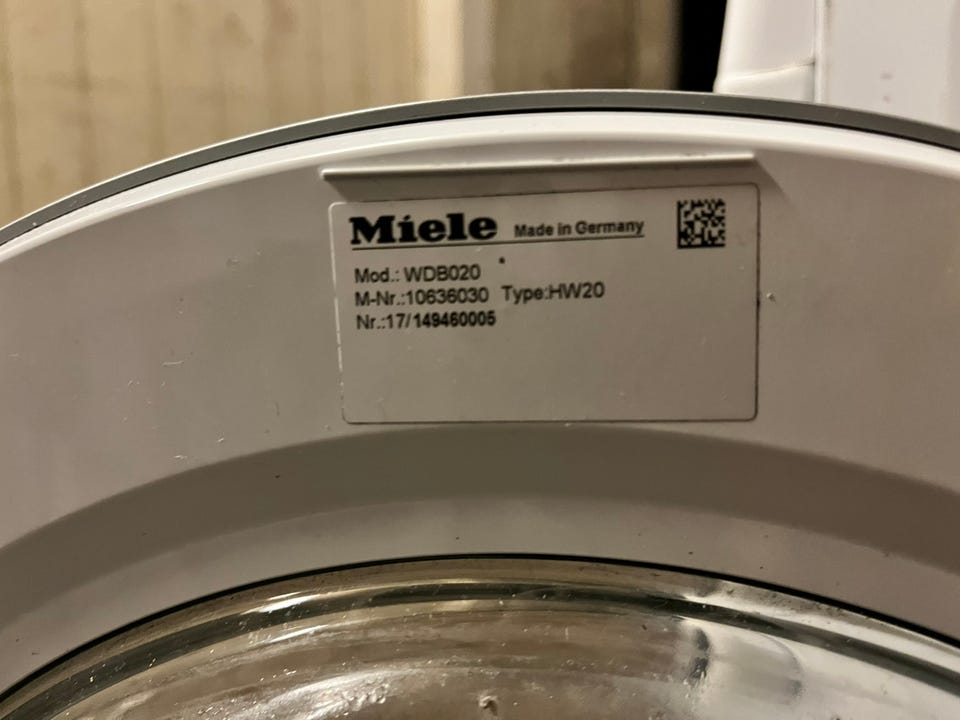 Miele Made in Germany
Mod.: WDB020
M-Nr.:10636030 Type:HW20
Nr.:17/149460005